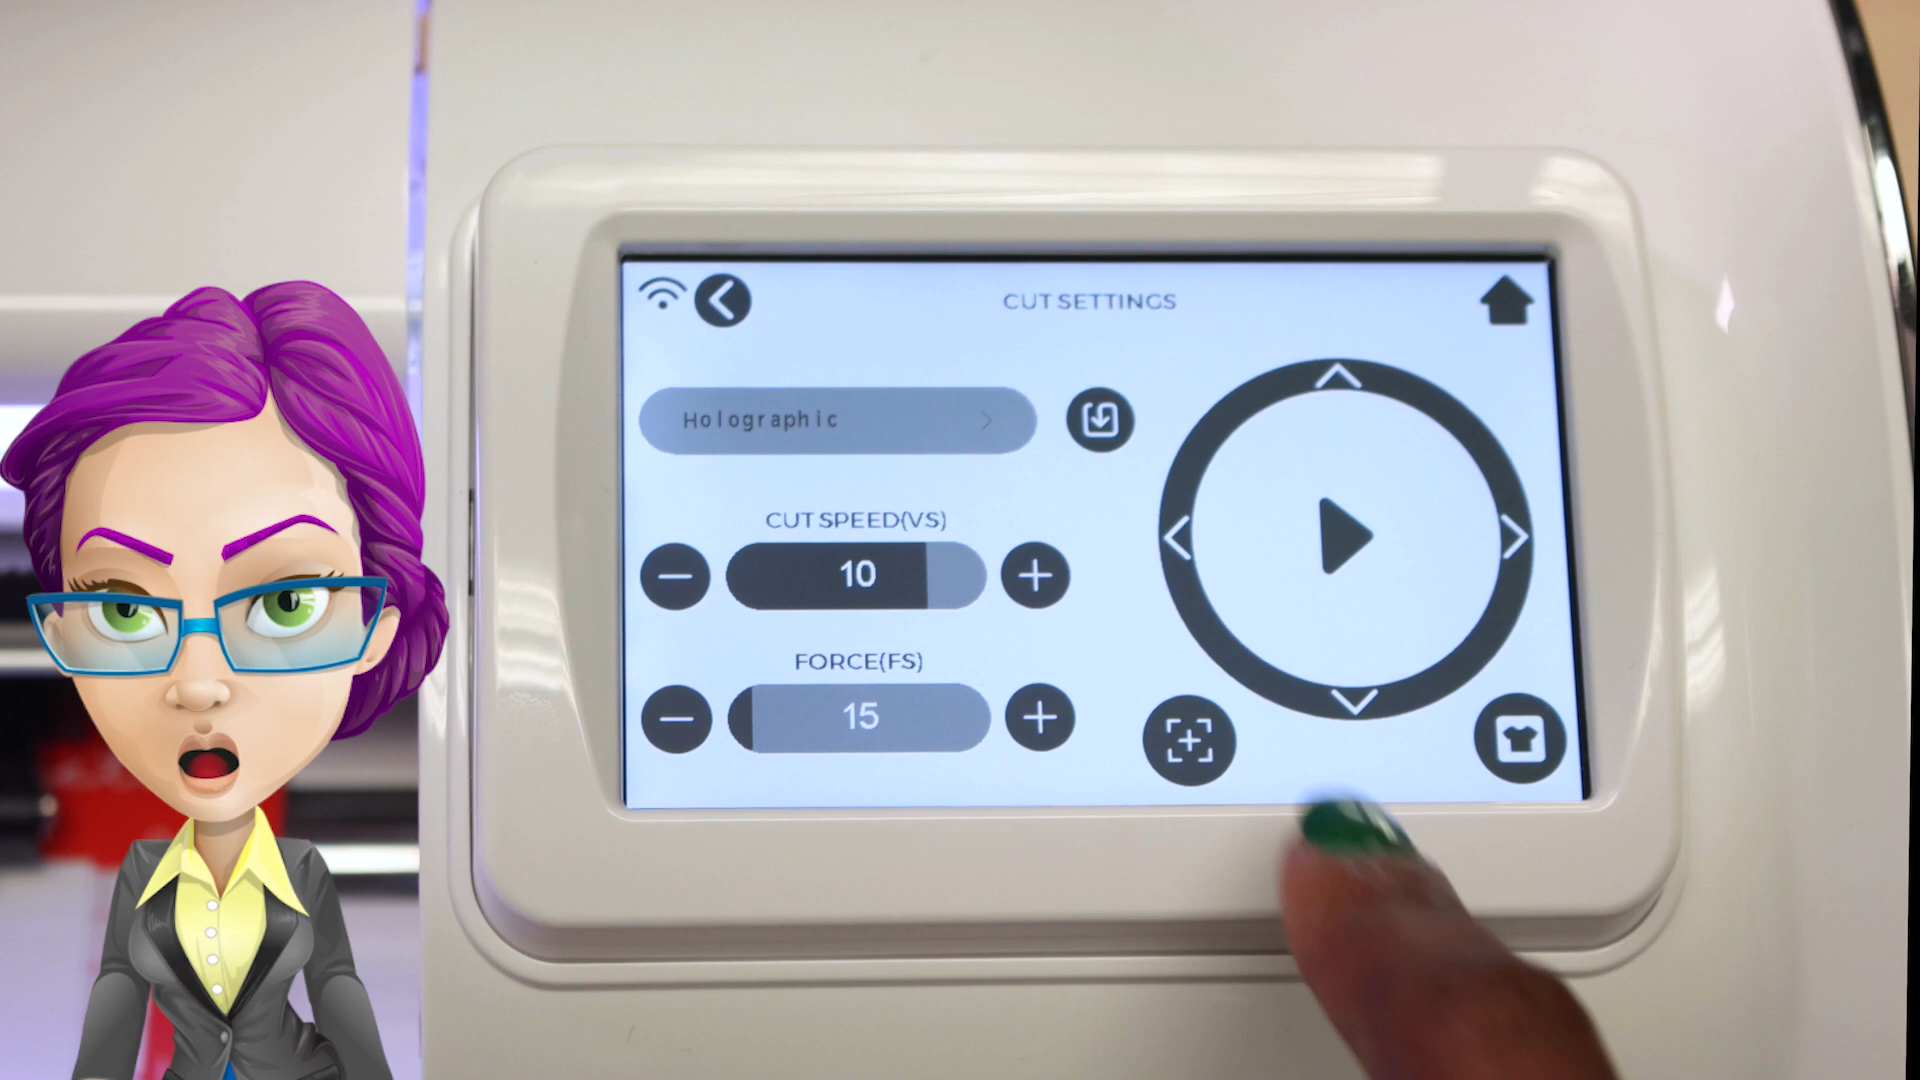 CUT SETTINGS
Holographic
CUT SPEED(VS)
10
FORCE(FS)
15